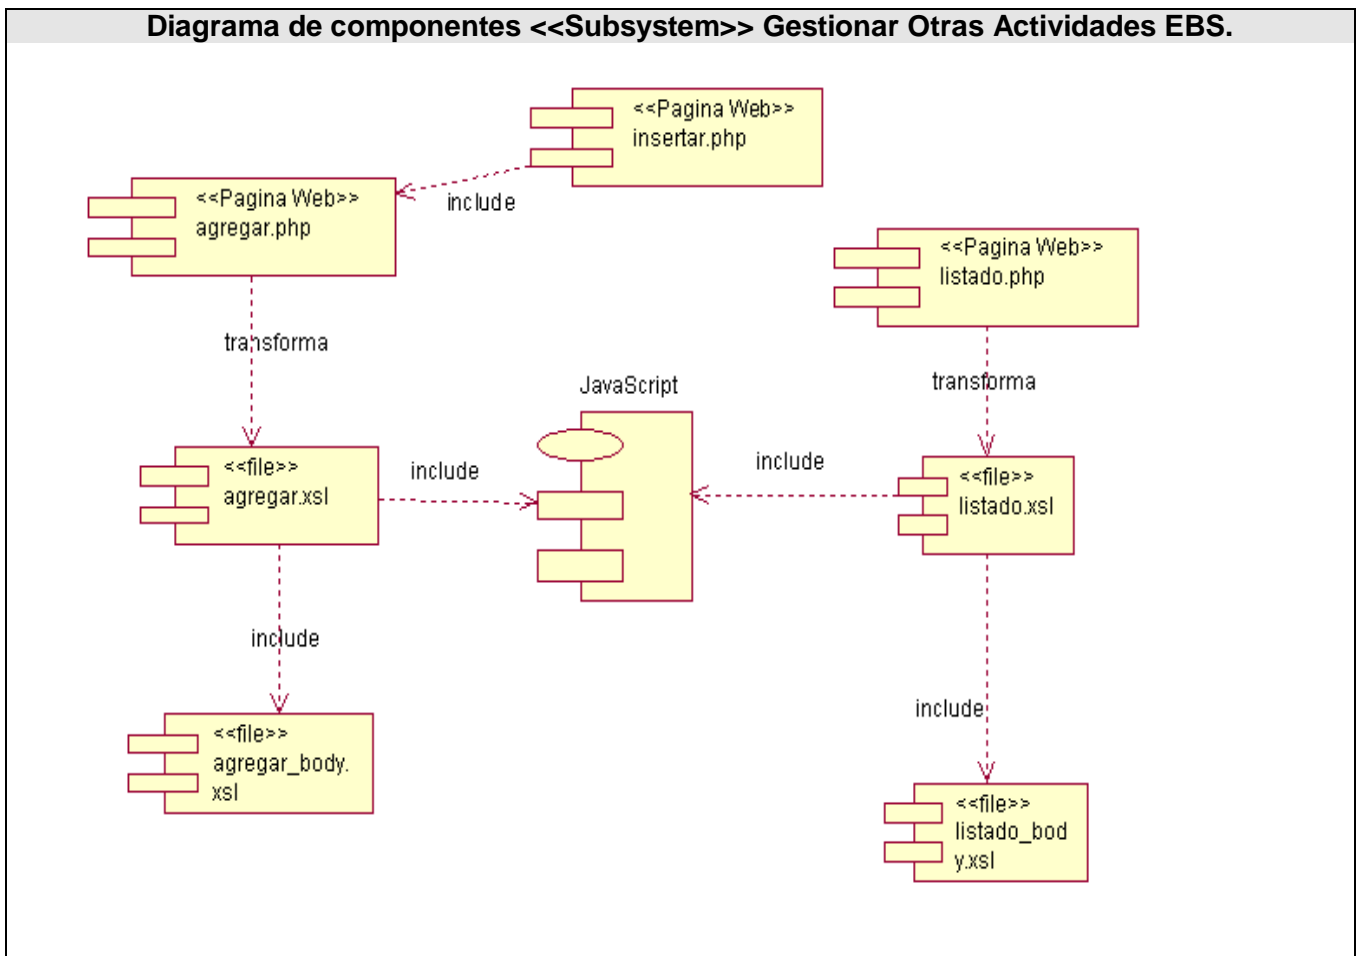 Diagrama de componentes <<Subsystem>> Gestionar Otras Actividades EBS.
<<Pagina Web>>
insertar.php
include
<<Pagina Web>>
agregar.php
<<Pagina Web>>
listado.php
transforma
transforma
JavaScript
<<file>>
agregar.xsl
include
include
<<file>>
listado.xsl
include
include
<<file>>
agregar_body.
xsl
<<file>>
listado_bod
y.xsl